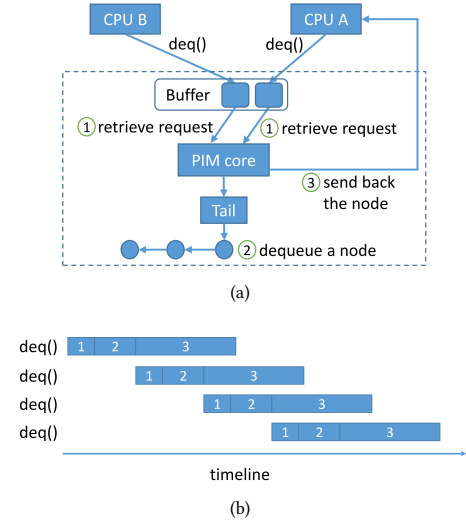 CPU B
CPU A
deq()
deq()
Buffer
1 retrieve request
1 retrieve request
PIM core
3 send back
the node
Tail
2 dequeue a node
(a)
deq() 1 2 3
deq() 1 2 3
deq() 1 2 3
deq() 1 2 3
timeline
(b)